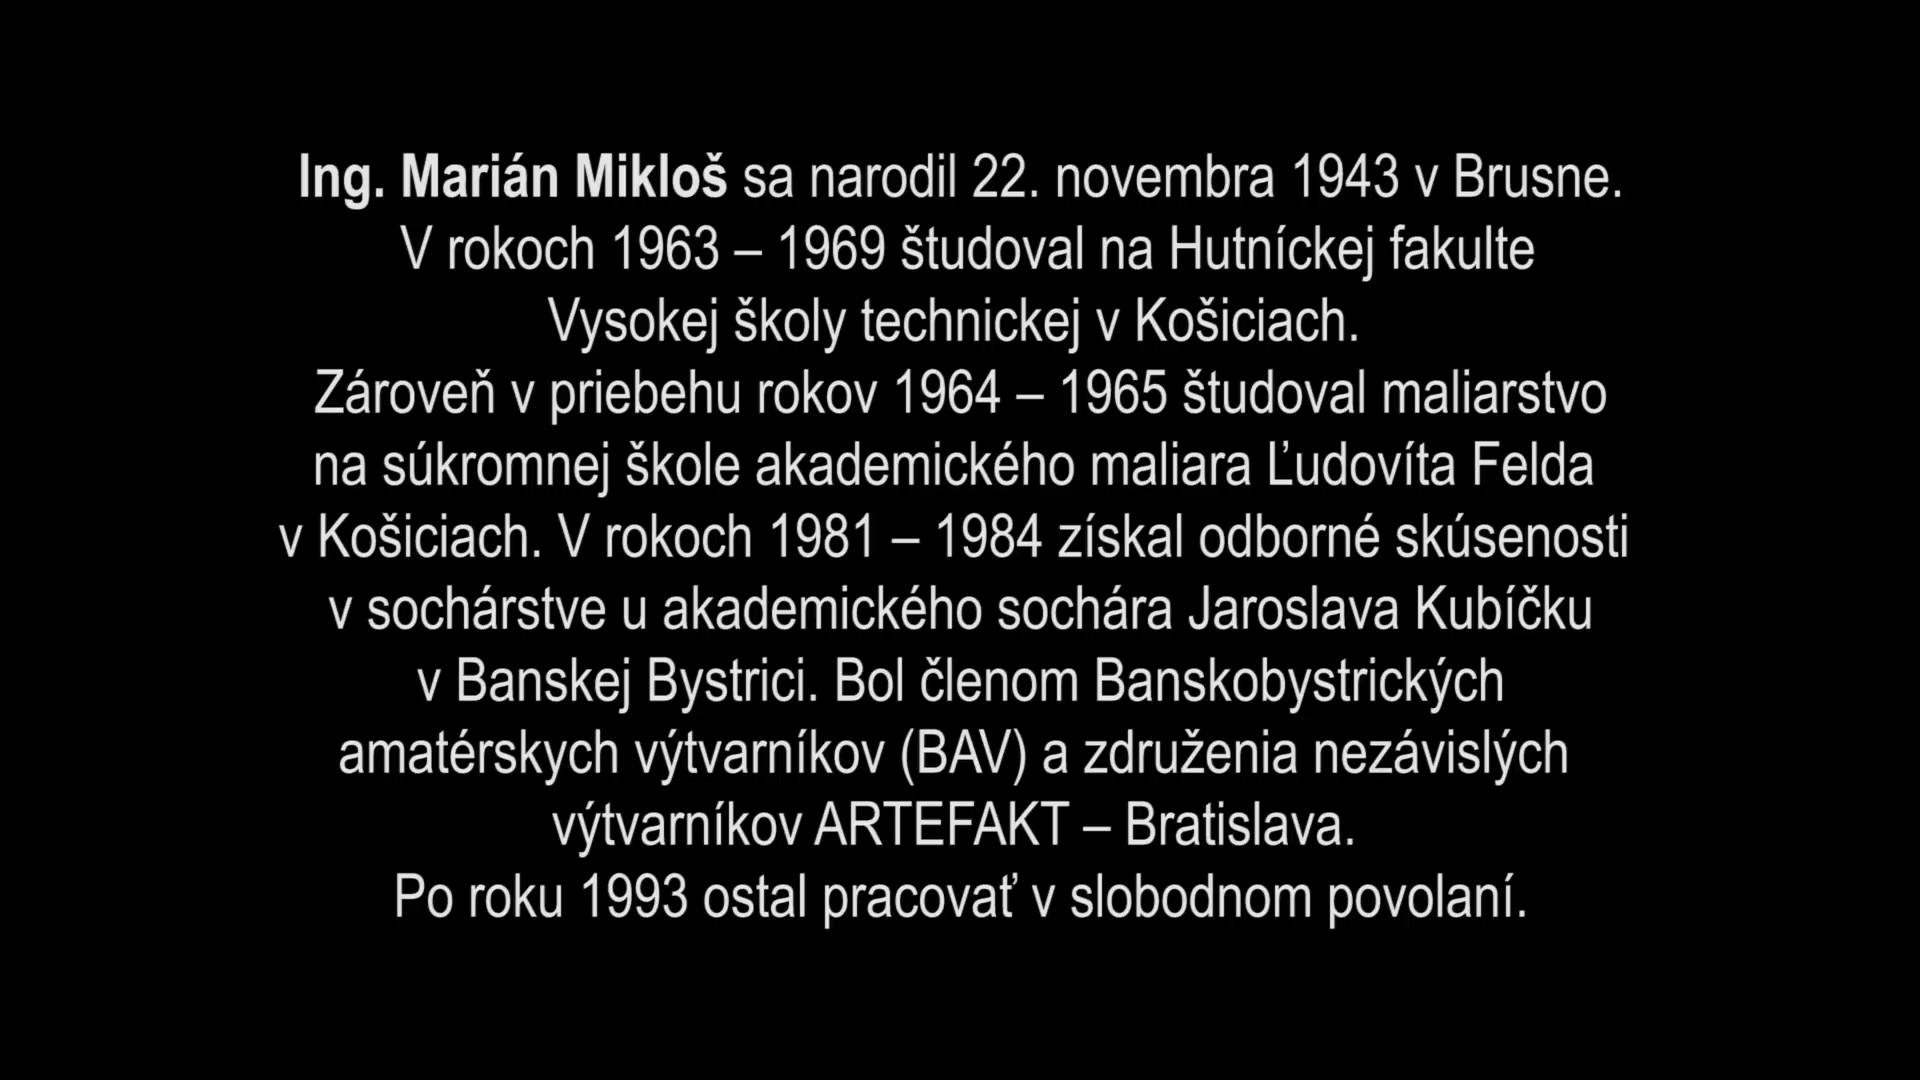 Ing. Marián Mikloš sa narodil 22. novembra 1943 v Brusne.
V rokoch 1963 – 1969 študoval na Hutníckej fakulte
Vysokej školy technickej v Košiciach.
Zároveň v priebehu rokov 1964 – 1965 študoval maliarstvo
na súkromnej škole akademického maliara Ľudovíta Felda
v Košiciach. V rokoch 1981 – 1984 získal odborné skúsenosti
v sochárstve u akademického sochára Jaroslava Kubíčku
v Banskej Bystrici. Bol členom Banskobystrických
amatérskych výtvarníkov (BAV) a združenia nezávislých
výtvarníkov ARTEFAKT – Bratislava.
Po roku 1993 ostal pracovať v slobodnom povolaní.